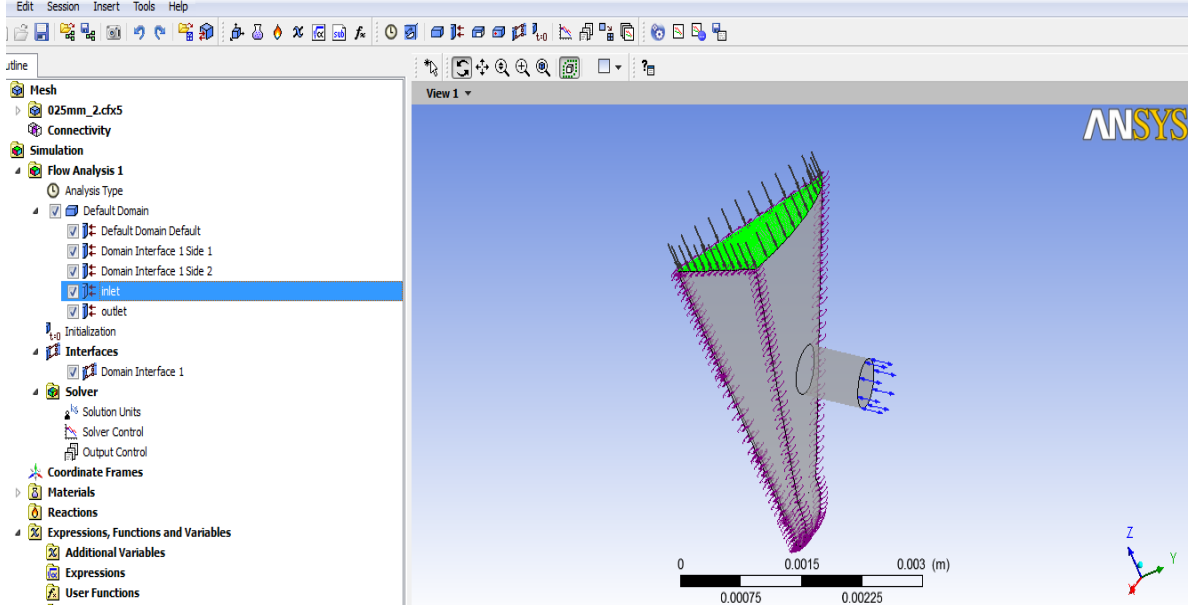 Edit Session Insert Tools Help
utline
View 1
Mesh
025mm_2.cfx5
Connectivity
Simulation
Flow Analysis 1
Analysis Type
Default Domain
Default Domain Default
Domain Interface 1 Side 1
Domain Interface 1 Side 2
inlet
outlet
Initialization
Interfaces
Domain Interface 1
Solver
Solution Units
Solver Control
Output Control
Coordinate Frames
Materials
Reactions
Expressions, Functions and Variables
Additional Variables
Expressions
User Functions
ANSYS
0 0.0015 0.003 (m)
0.00075 0.00225
Z
Y